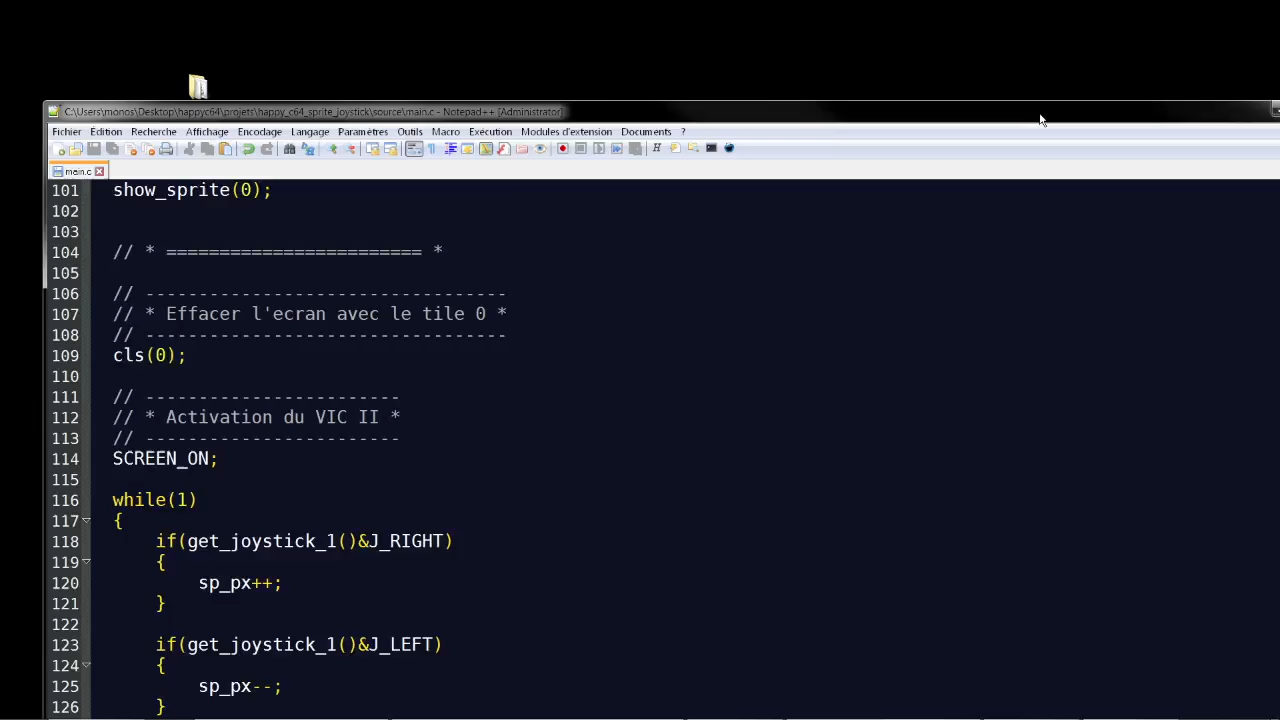 C:\Users\monos\Desktop\happyc64\projets\happy_c64_sprite_joystick\source\main.c - Notepad++ [Administrator]
Fichier Edition Recherche Affichage Encodage Langage Paramètres Outils Macro Exécution Modules d'extension Documents ?
main.c
101 show_sprite(0);
102
103
104 // * ======================== *
105
106 // ----------------------------------
107 // * Effacer l'ecran avec le tile 0 *
108 // ----------------------------------
109 cls(0);
110
111 // ------------------------
112 // * Activation du VIC II *
113 // ------------------------
114 SCREEN_ON;
115
116 while(1)
117 {
118 if(get_joystick_1()&J_RIGHT)
119 {
120 sp_px++;
121 }
122
123 if(get_joystick_1()&J_LEFT)
124 {
125 sp_px--;
126 }